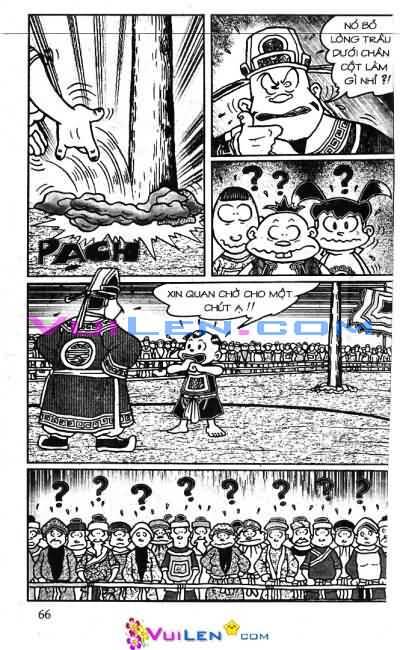 NÓ BỎ
LÔNG TRÂU
DƯỚI CHÂN
CỘT LÀM
GÌ NHỈ ?!
PẠCH
? ? ?
XIN QUAN CHỜ CHO MỘT
CHÚT Ạ !!
VUILEN.COM
? ? ? ? ? ? ?
66
VUILEN.COM